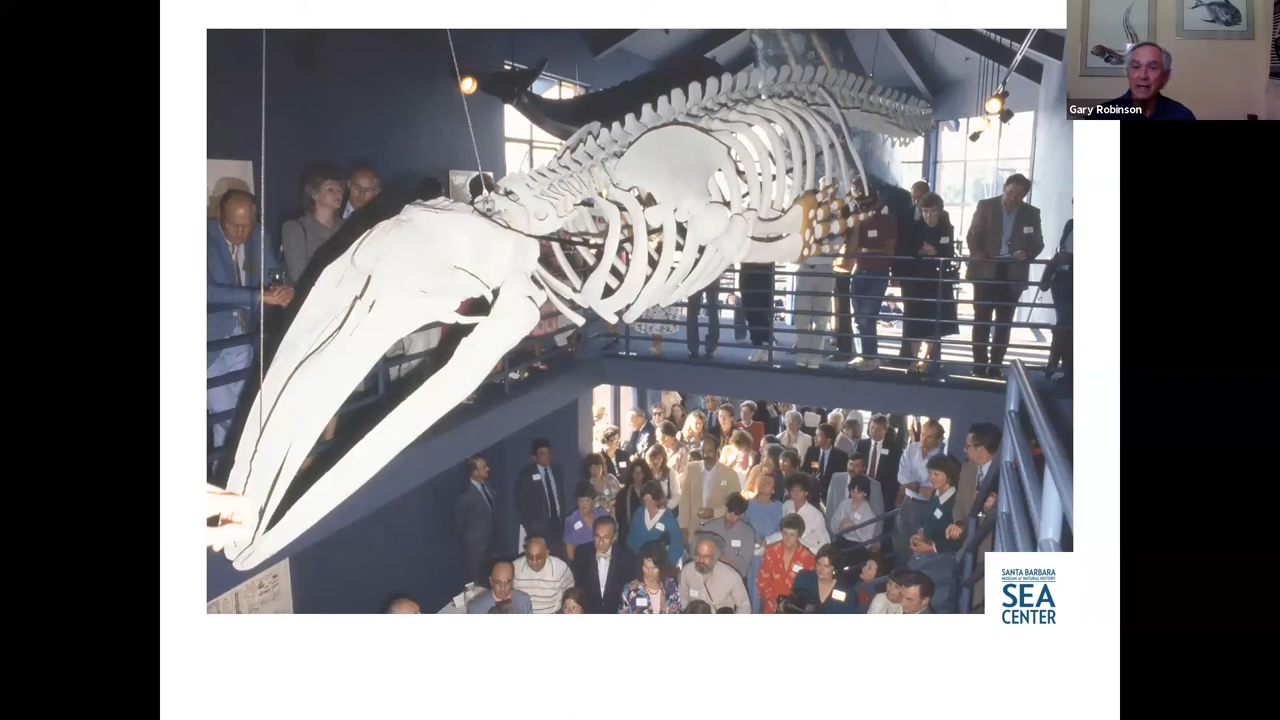 Gary Robinson
SANTA BARBARA
MUSEUM of NATURAL HISTORY
SEA
CENTER